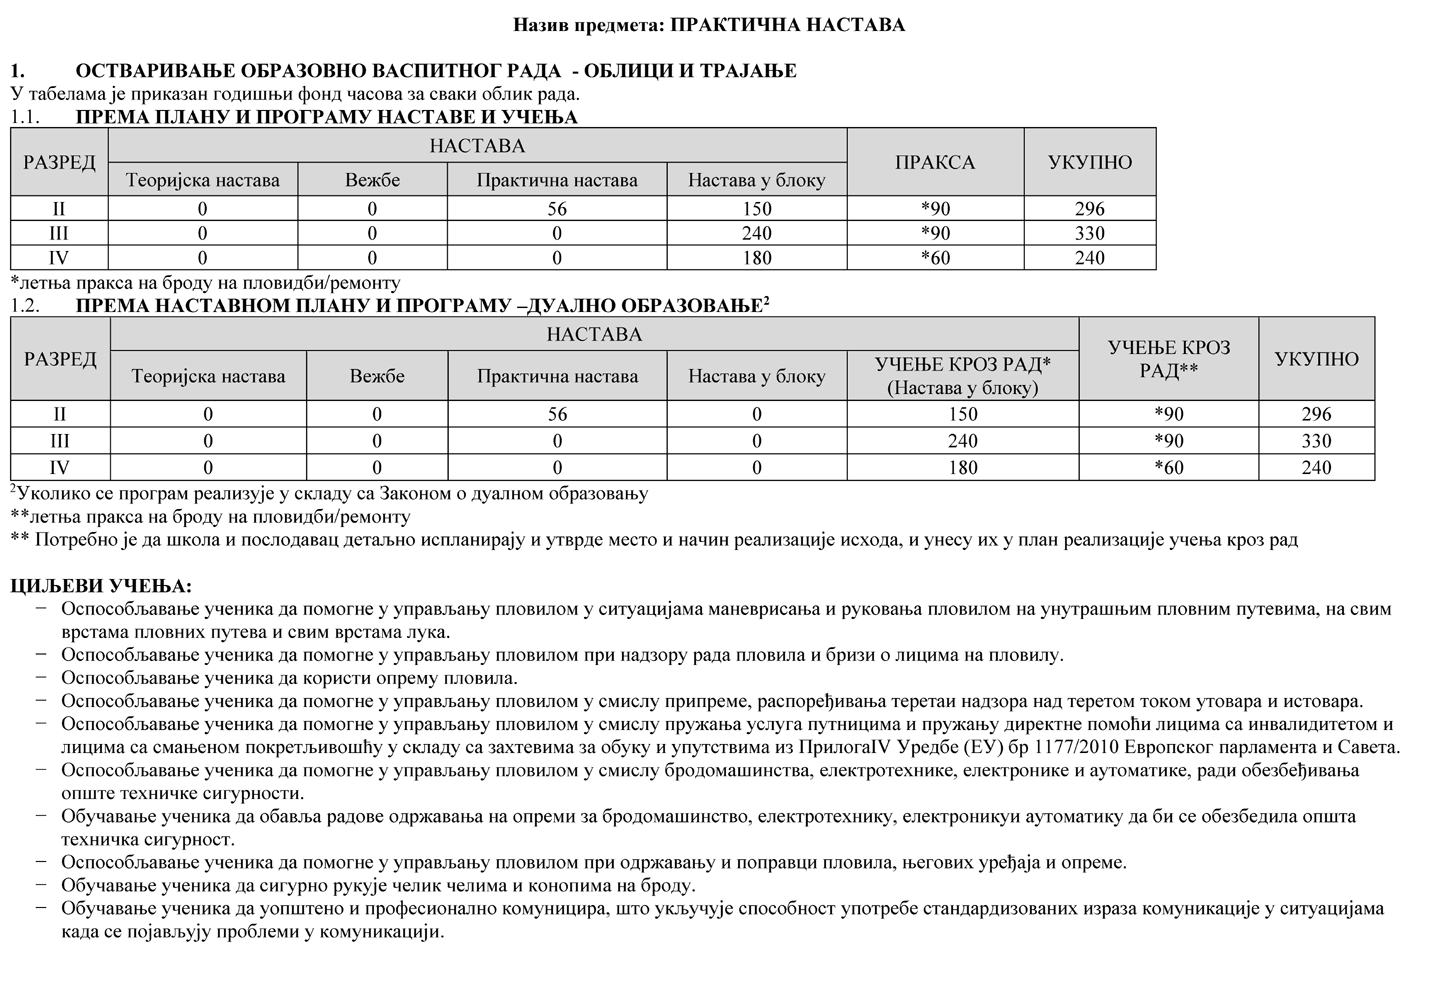 Назив предмета: ПРАКТИЧНА НАСТАВА
1. ОСТВАРИВАЊЕ ОБРАЗОВНО ВАСПИТНОГ РАДА - ОБЛИЦИ И ТРАЈАЊЕ
У табелама је приказан годишњи фонд часова за сваки облик рада.
1.1. ПРЕМА ПЛАНУ И ПРОГРАМУ НАСТАВЕ И УЧЕЊА
РАЗРЕД НАСТАВА ПРАКСА УКУПНО
Теоријска настава Вежбе Практична настава Настава у блоку
II 0 0 56 150 *90 296
III 0 0 0 240 *90 330
IV 0 0 0 180 *60 240
*летња пракса на броду на пловидби/ремонту
1.2. ПРЕМА НАСТАВНОМ ПЛАНУ И ПРОГРАМУ –ДУАЛНО ОБРАЗОВАЊЕ²
РАЗРЕД НАСТАВА УЧЕЊЕ КРОЗ РАД** УКУПНО
Теоријска настава Вежбе Практична настава Настава у блоку УЧЕЊЕ КРОЗ РАД* (Настава у блоку)
II 0 0 56 0 150 *90 296
III 0 0 0 0 240 *90 330
IV 0 0 0 0 180 *60 240
²Уколико се програм реализује у складу са Законом о дуалном образовању
**летња пракса на броду на пловидби/ремонту
** Потребно је да школа и послодавац детаљно испланирају и утврде место и начин реализације исхода, и унесу их у план реализације учења кроз рад
ЦИЉЕВИ УЧЕЊА:
− Оспособљавање ученика да помогне у управљању пловилом у ситуацијама маневрисања и руковања пловилом на унутрашњим пловним путевима, на свим
врстама пловних путева и свим врстама лука.
− Оспособљавање ученика да помогне у управљању пловилом при надзору рада пловила и бризи о лицима на пловилу.
− Оспособљавање ученика да користи опрему пловила.
− Оспособљавање ученика да помогне у управљању пловилом у смислу припреме, распоређивања теретаи надзора над теретом током утовара и истовара.
− Оспособљавање ученика да помогне у управљању пловилом у смислу пружања услуга путницима и пружању директне помоћи лицима са инвалидитетом и
лицима са смањеном покретљивошћу у складу са захтевима за обуку и упутствима из ПрилогаIV Уредбе (ЕУ) бр 1177/2010 Европског парламента и Савета.
− Оспособљавање ученика да помогне у управљању пловилом у смислу бродомашинства, електротехнике, електронике и аутоматике, ради обезбеђивања
опште техничке сигурности.
− Обучавање ученика да обавља радове одржавања на опреми за бродомашинство, електротехнику, електроникуи аутоматику да би се обезбедила општа
техничка сигурност.
− Оспособљавање ученика да помогне у управљању пловилом при одржавању и поправци пловила, његових уређаја и опреме.
− Обучавање ученика да сигурно рукује челик челима и конопима на броду.
− Обучавање ученика да уопштено и професионално комуницира, што укључује способност употребе стандардизованих израза комуникације у ситуацијама
када се појављују проблеми у комуникацији.